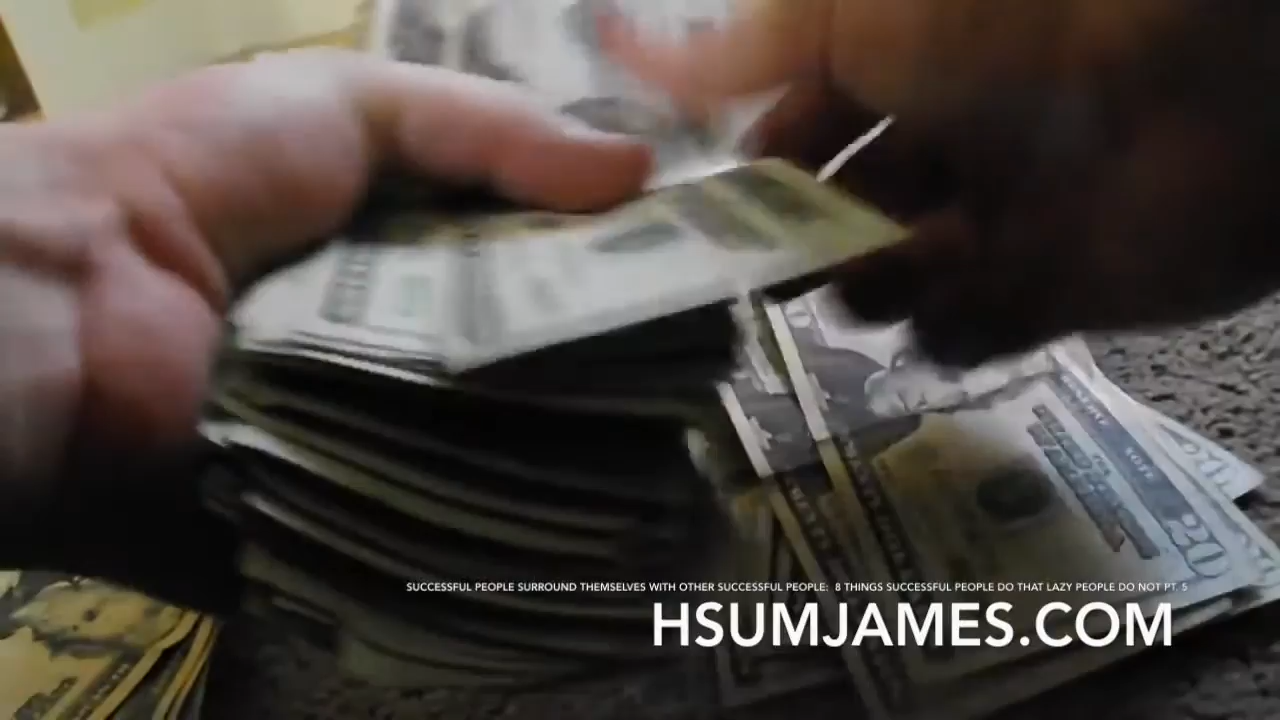 SUCCESSFUL PEOPLE SURROUND THEMSELVES WITH OTHER SUCCESSFUL PEOPLE: 8 THINGS SUCCESSFUL PEOPLE DO THAT LAZY PEOPLE DO NOT PT. 5
HSUMJAMES.COM
20